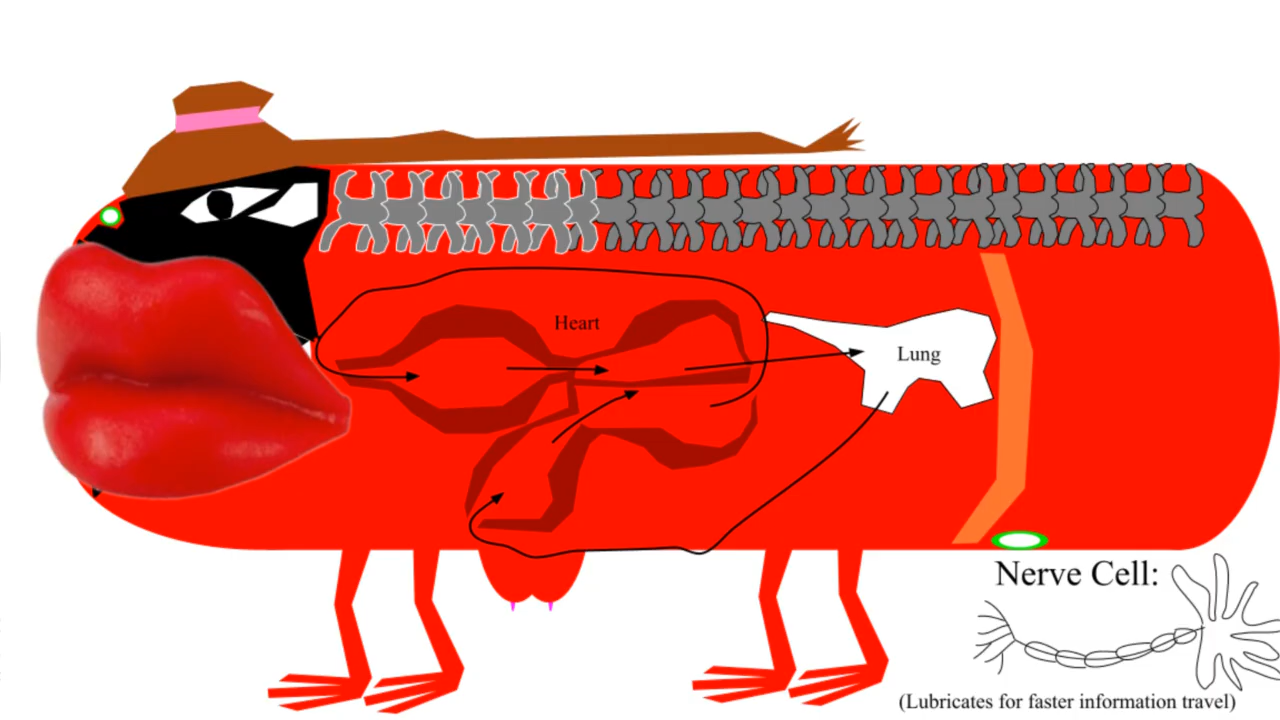 Heart
Lung
Nerve Cell:
(Lubricates for faster information travel)